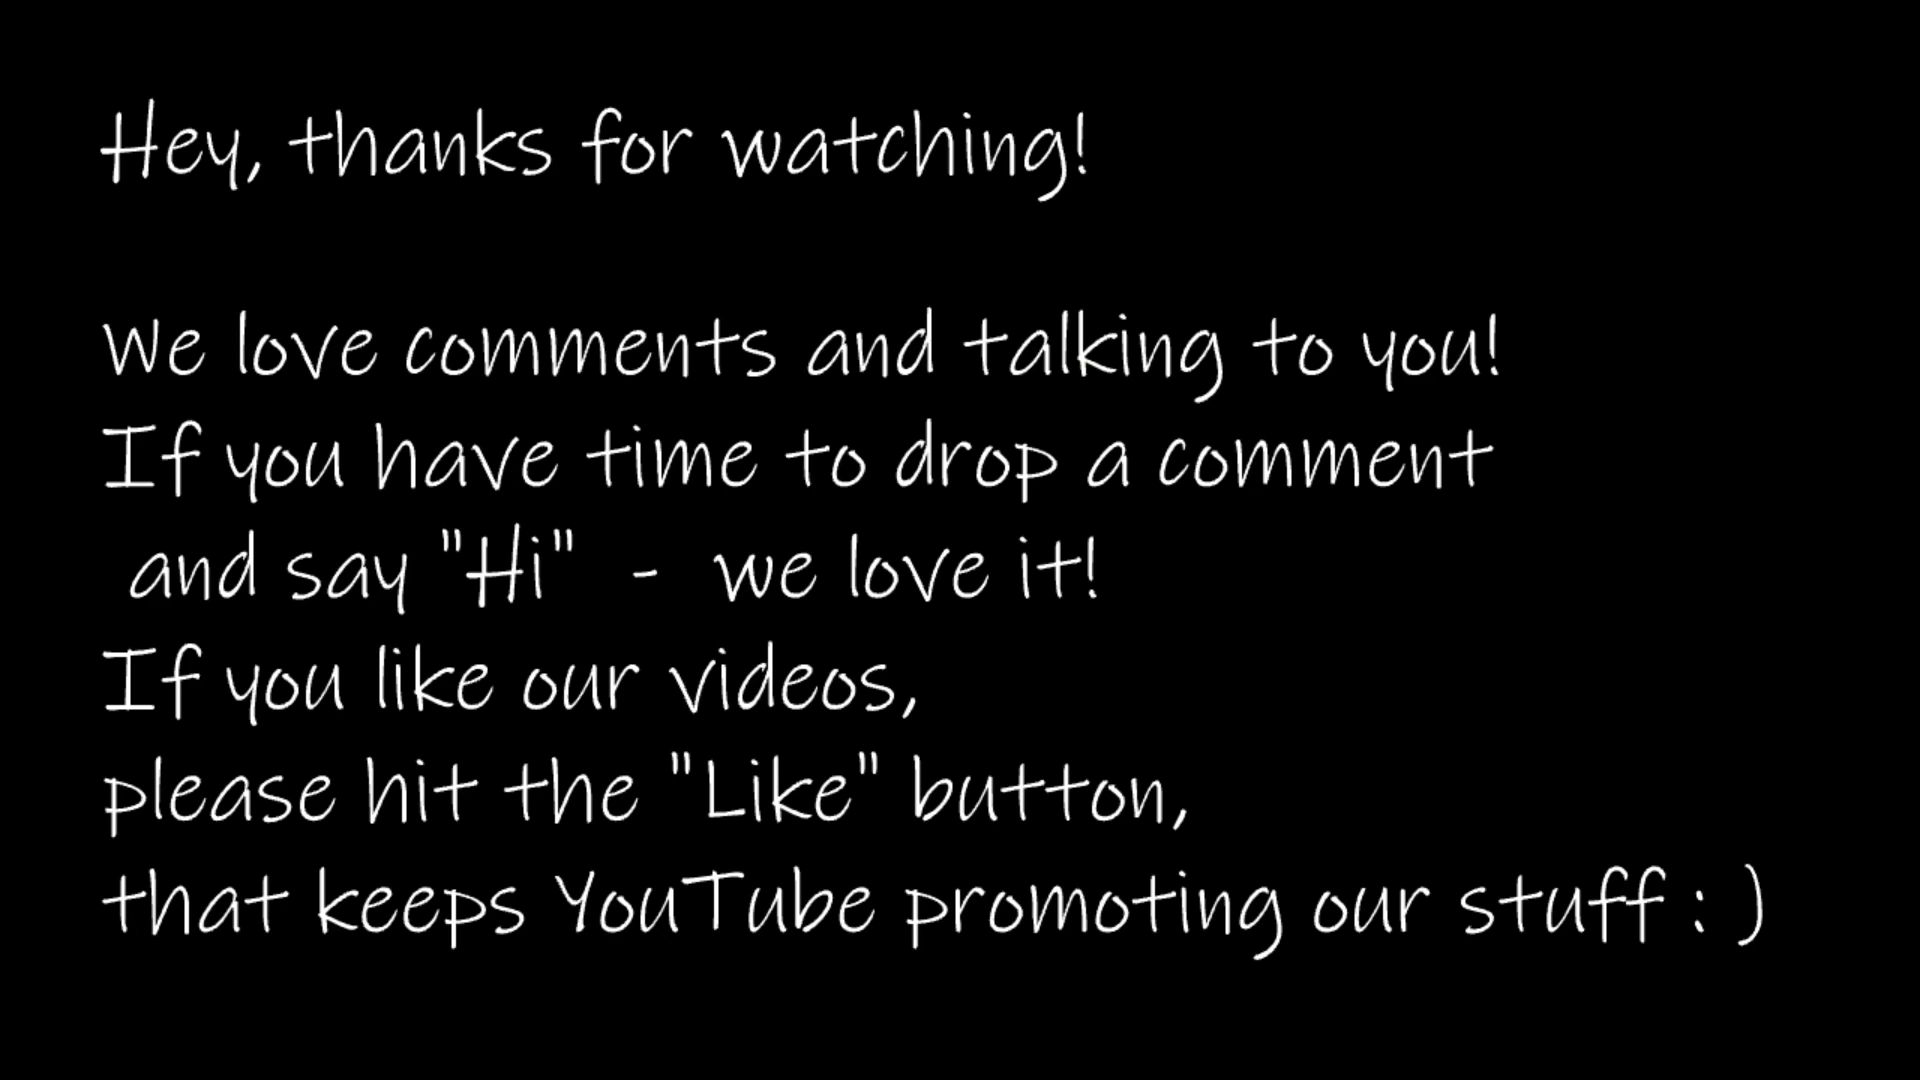 Hey, thanks for watching!
We love comments and talking to you!
If you have time to drop a comment
and say "Hi" - we love it!
If you like our videos,
please hit the "Like" button,
that keeps YouTube promoting our stuff : )